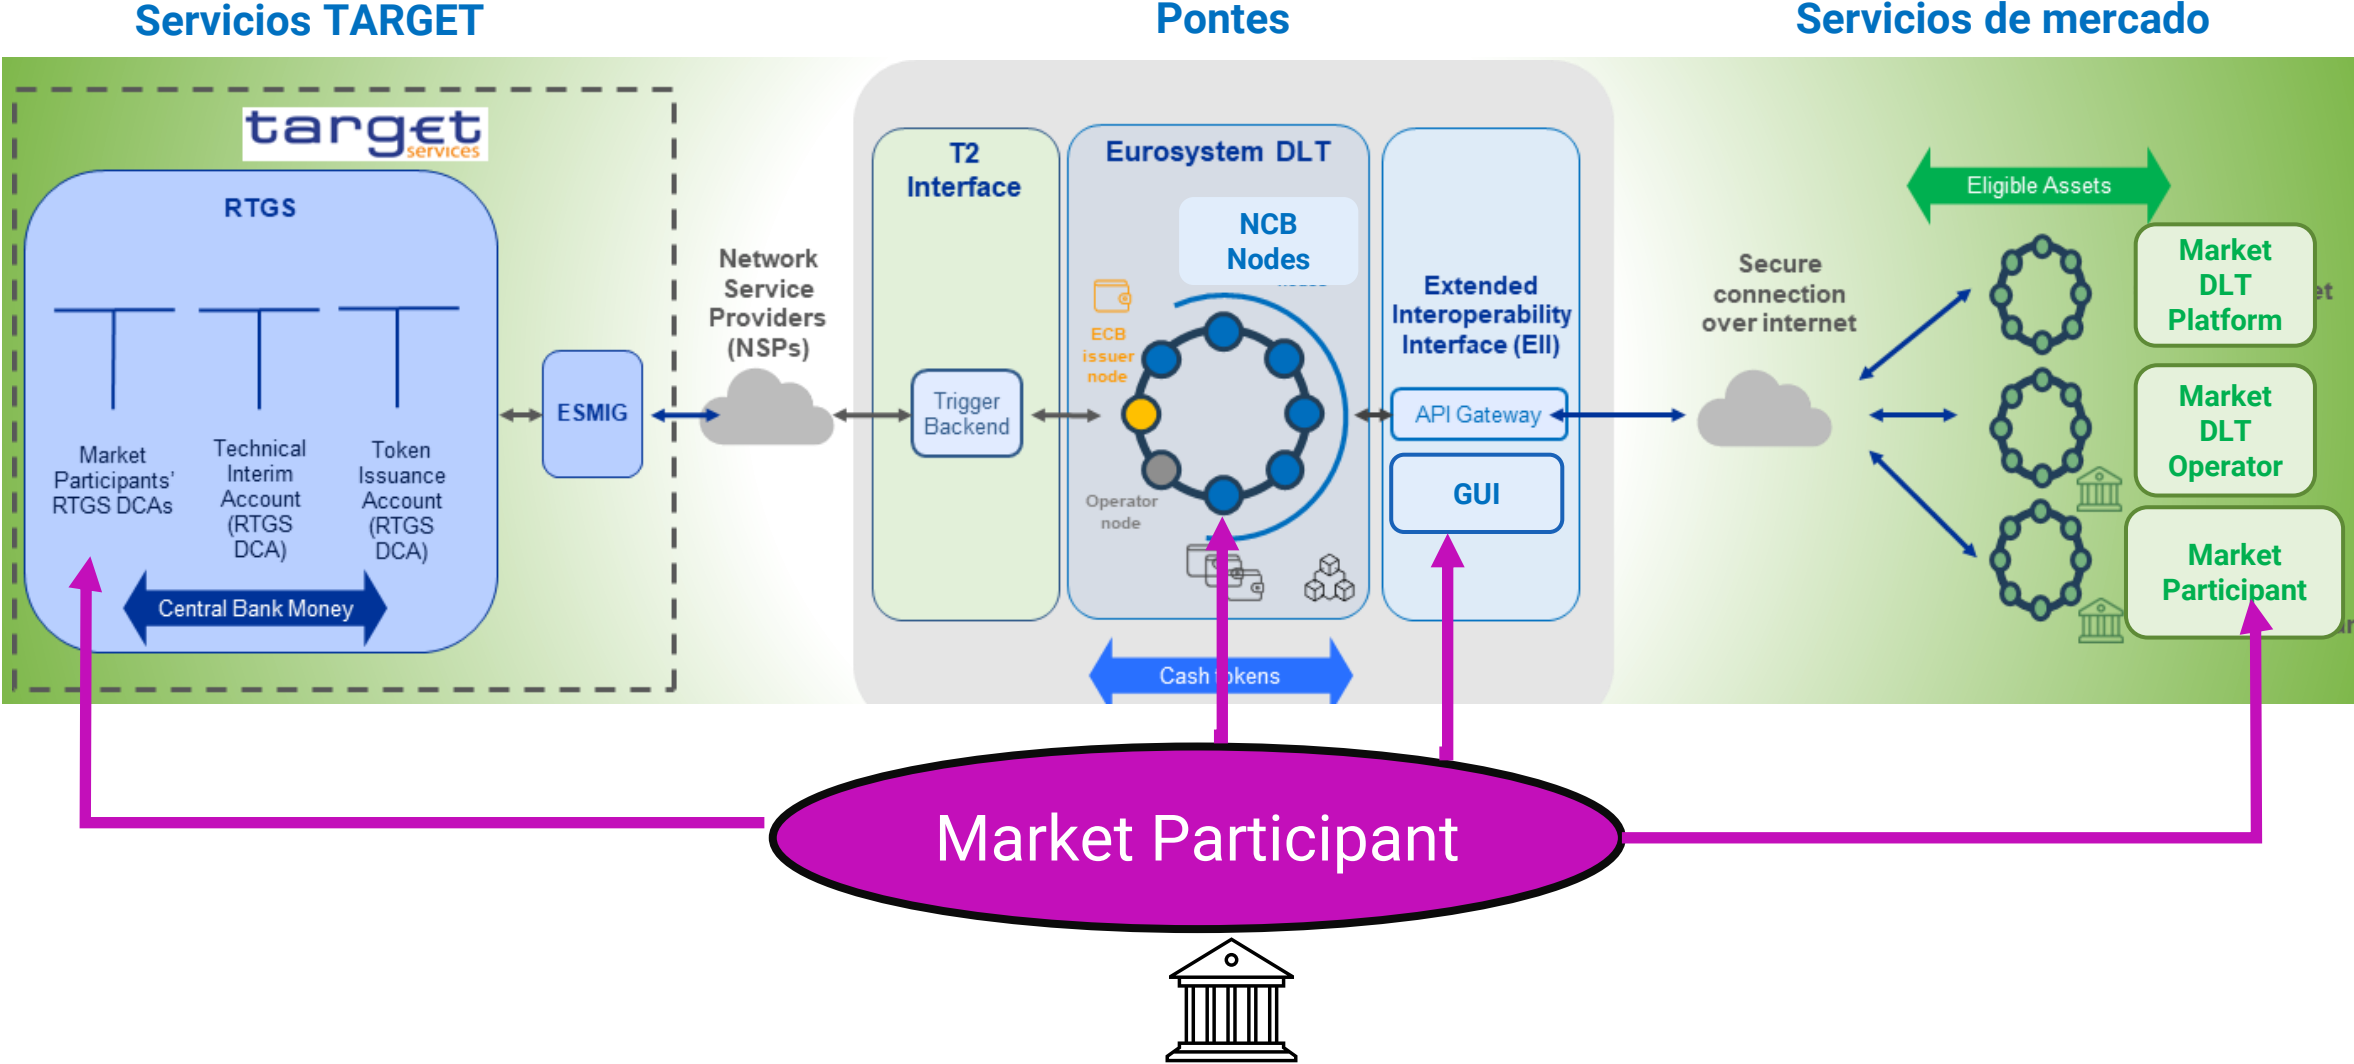 Servicios TARGET
Pontes
Servicios de mercado
target
services
RTGS
Market
Participants’
RTGS DCAs
Technical
Interim
Account
(RTGS
DCA)
Token
Issuance
Account
(RTGS
DCA)
Central Bank Money
ESMIG
Network
Service
Providers
(NSPs)
T2
Interface
Trigger
Backend
Eurosystem DLT
NCB
Nodes
ECB
issuer
node
Operator
node
Cash tokens
Extended
Interoperability
Interface (EII)
API Gateway
GUI
Secure
connection
over internet
Eligible Assets
Market
DLT
Platform
Market
DLT
Operator
Market
Participant
Market Participant